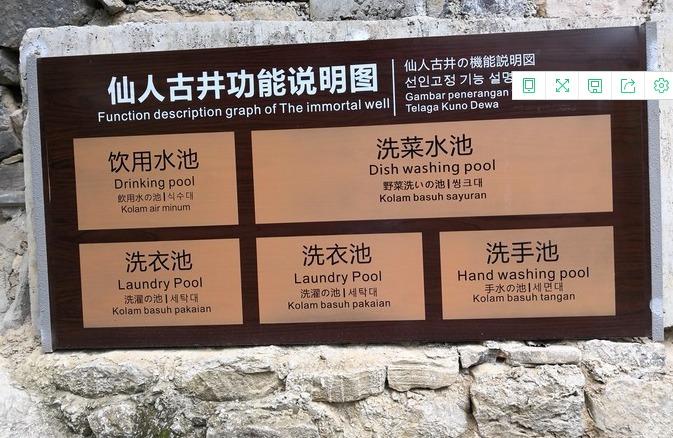 仙人古井功能说明图
Function description graph of The immortal well
仙人古井の機能説明図
선인고정 기능 설명
Gambar penerangan
Telaga Kuno Dewa
饮用水池
Drinking pool
飲用水の池|식수대
Kolam air minum
洗菜水池
Dish washing pool
野菜洗いの池|씽크대
Kolam basuh sayuran
洗衣池
Laundry Pool
洗濯の池|세탁대
Kolam basuh pakaian
洗衣池
Laundry Pool
洗濯の池|세탁대
Kolam basuh pakaian
洗手池
Hand washing pool
手水の池|세면대
Kolam basuh tangan